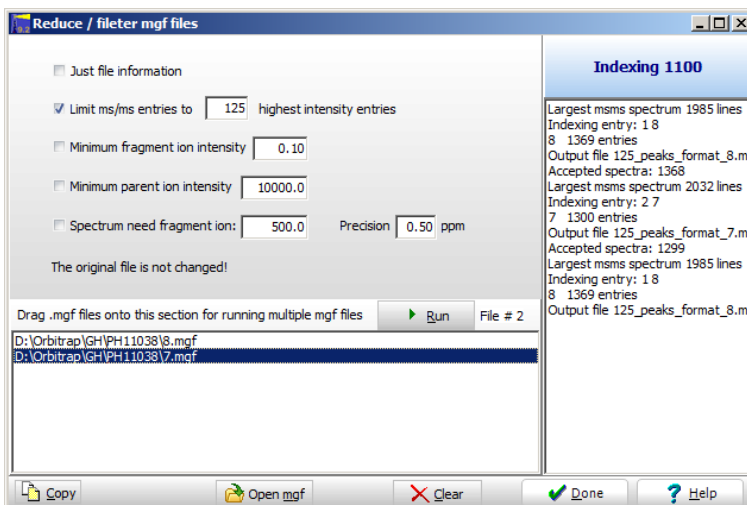 Reduce / fileter mgf files
Just file information
Limit ms/ms entries to 125 highest intensity entries
Minimum fragment ion intensity 0.10
Minimum parent ion intensity 10000.0
Spectrum need fragment ion: 500.0 Precision 0.50 ppm
The original file is not changed!
Drag .mgf files onto this section for running multiple mgf files Run File # 2
D:\Orbitrap\GH\PH11038\8.mgf
D:\Orbitrap\GH\PH11038\7.mgf
Indexing 1100
Largest msms spectrum 1985 lines
Indexing entry: 1 8
8 1369 entries
Output file 125_peaks_format_8.m
Accepted spectra: 1368
Largest msms spectrum 2032 lines
Indexing entry: 2 7
7 1300 entries
Output file 125_peaks_format_7.m
Accepted spectra: 1299
Largest msms spectrum 1985 lines
Indexing entry: 1 8
8 1369 entries
Output file 125_peaks_format_8.m
Copy Open mgf Clear Done Help